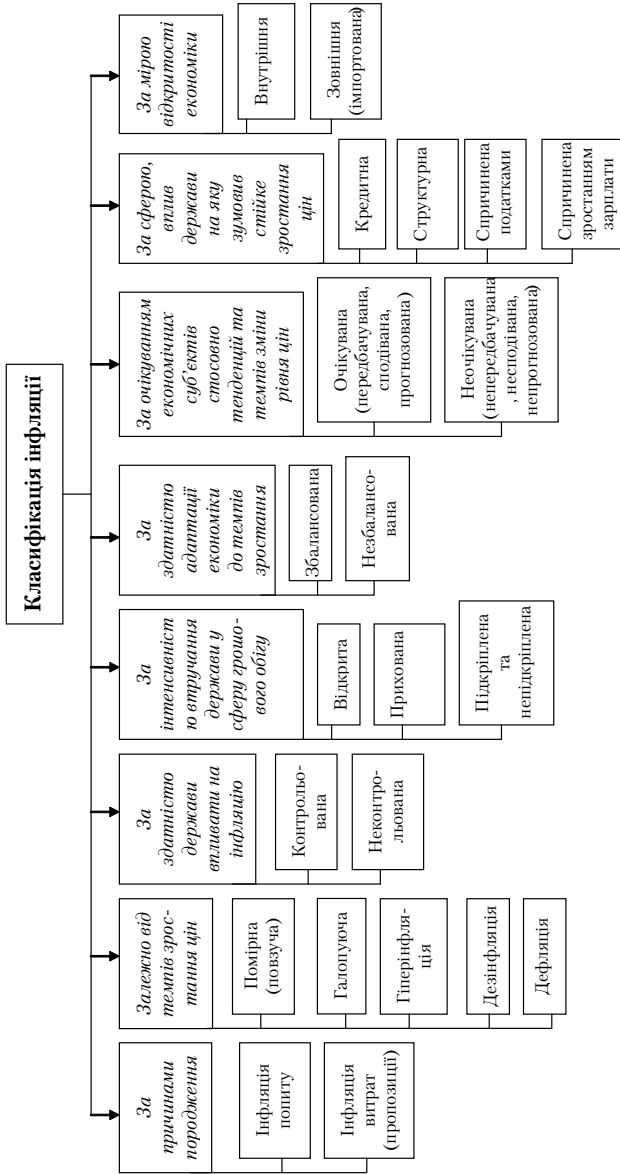 Класифікація інфляції
За
причинами
породження
Інфляція
попиту
Інфляція
витрат
(пропозиції)
Залежно від
темпів зрос-
тання цін
Помірна
(повзуча)
Галопуюча
Гіперінфля-
ція
Дезінфляція
Дефляція
За
здатністю
держави
впливати на
інфляцію
Контрольо-
вана
Неконтро-
льована
За
інтенсивніст
ю втручання
держави у
сферу грошо-
вого обігу
Відкрита
Прихована
Підкріплена
та
непідкріплена
За
здатністю
адаптації
економіки
до темпів
зростання
Збалансована
Незбалансо-
вана
За очікуванням
економічних
суб’єктів
стосовно
тенденцій та
темпів зміни
рівня цін
Очікувана
(передбачувана,
сподівана,
прогнозована)
Неочікувана
(непередбачувана
, несподівана,
непрогнозована)
За сферою,
вплив
держави
на яку
зумовив
стійке
зростання
цін
Кредитна
Структурна
Спричинена
податками
Спричинена
зростанням
зарплати
За мірою
відкритості
економіки
Внутрішня
Зовнішня
(імпортована)